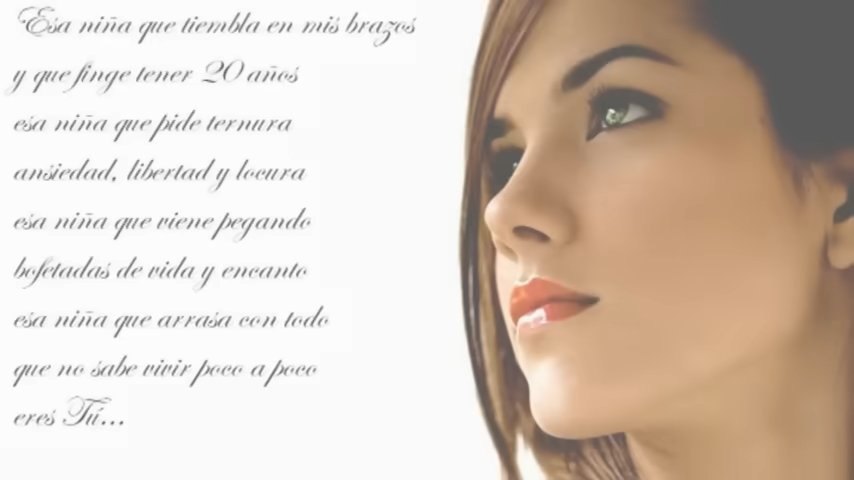 Esa niña que tiembla en mis brazos
y que finge tener 20 años
esa niña que pide ternura
ansiedad, libertad y locura
esa niña que viene pegando
bofetadas de vida y encanto
esa niña que arrasa con todo
que no sabe vivir poco a poco
eres Tú...